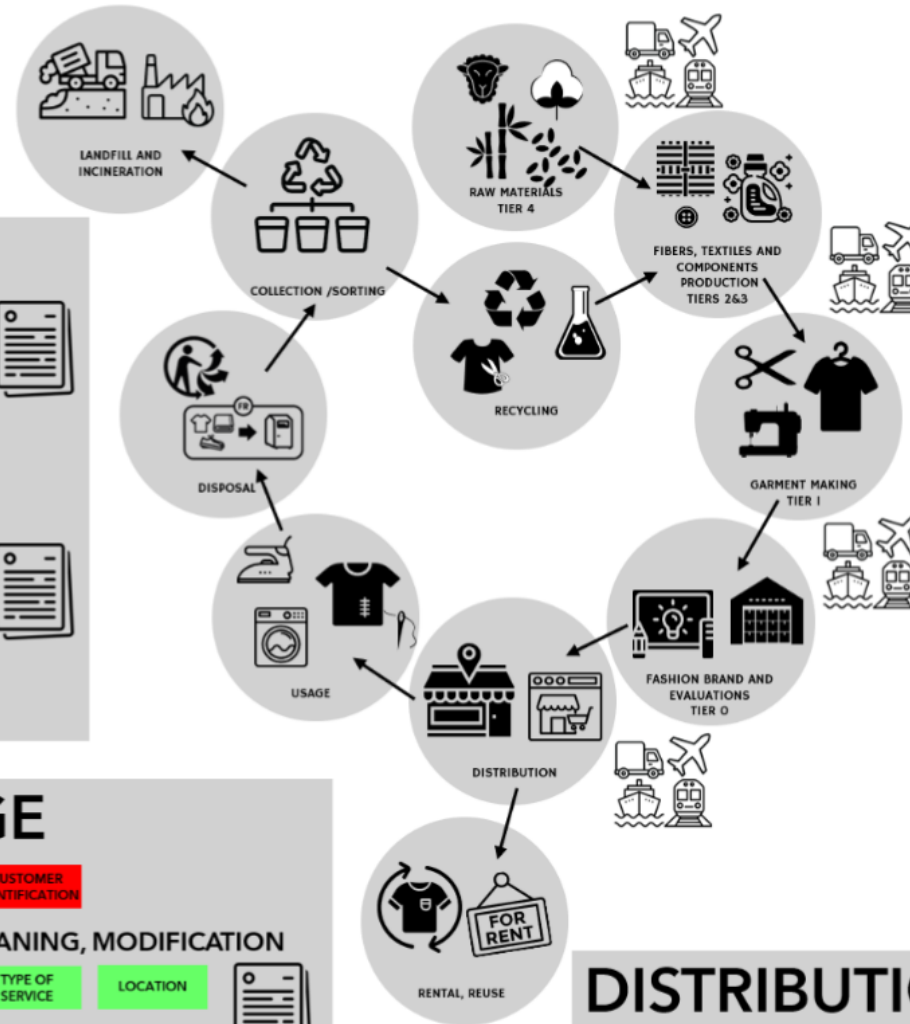 LANDFILL AND
INCINERATION
RAW MATERIALS
TIER 4
COLLECTION /SORTING
FIBERS, TEXTILES AND
COMPONENTS
PRODUCTION
TIERS 2&3
RECYCLING
FR
DISPOSAL
GARMENT MAKING
TIER 1
USAGE
FASHION BRAND AND
EVALUATIONS
TIER 0
DISTRIBUTION
FOR
RENT
RENTAL, REUSE
GE
USTOMER
NTIFICATION
ANING, MODIFICATION
TYPE OF
SERVICE
LOCATION
DISTRIBUTI